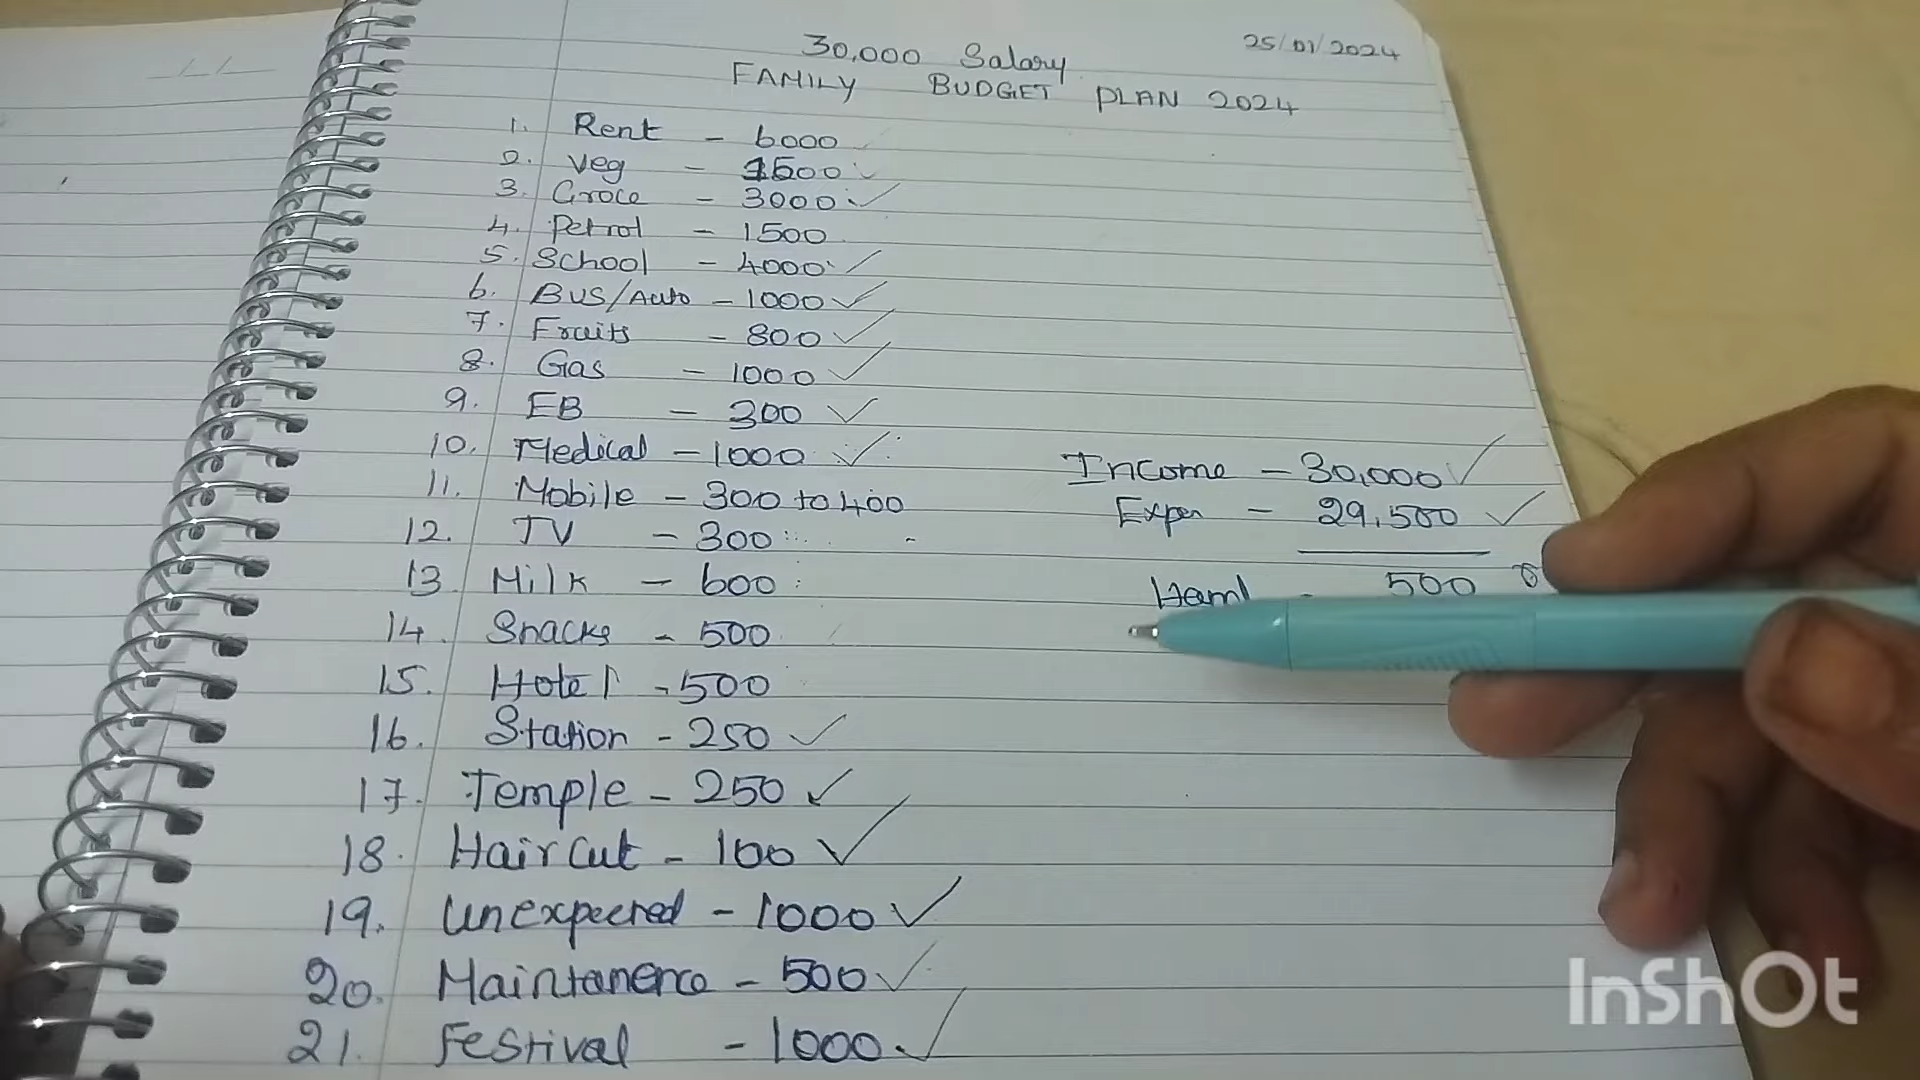 30,000 Salary
25/01/2024
FAMILY BUDGET PLAN 2024
1. Rent - 6000
2. Veg - 1500
3. Groce - 3000
4. Petrol - 1500
5. School - 4000
6. BUS/Auto - 1000
7. Fruits - 800
8. Gas - 1000
9. EB - 300
10. Medical - 1000
11. Mobile - 300 to 400
12. TV - 300
13 Milk - 600
14. Snacks - 500
15. Hotel - 500
16. Station - 250
17. Temple - 250
18. Haircut - 100
19. Unexpected - 1000
20. Maintanence - 500
21. Festival - 1000
Income - 30,000
Expen - 29,500
500
InShOt